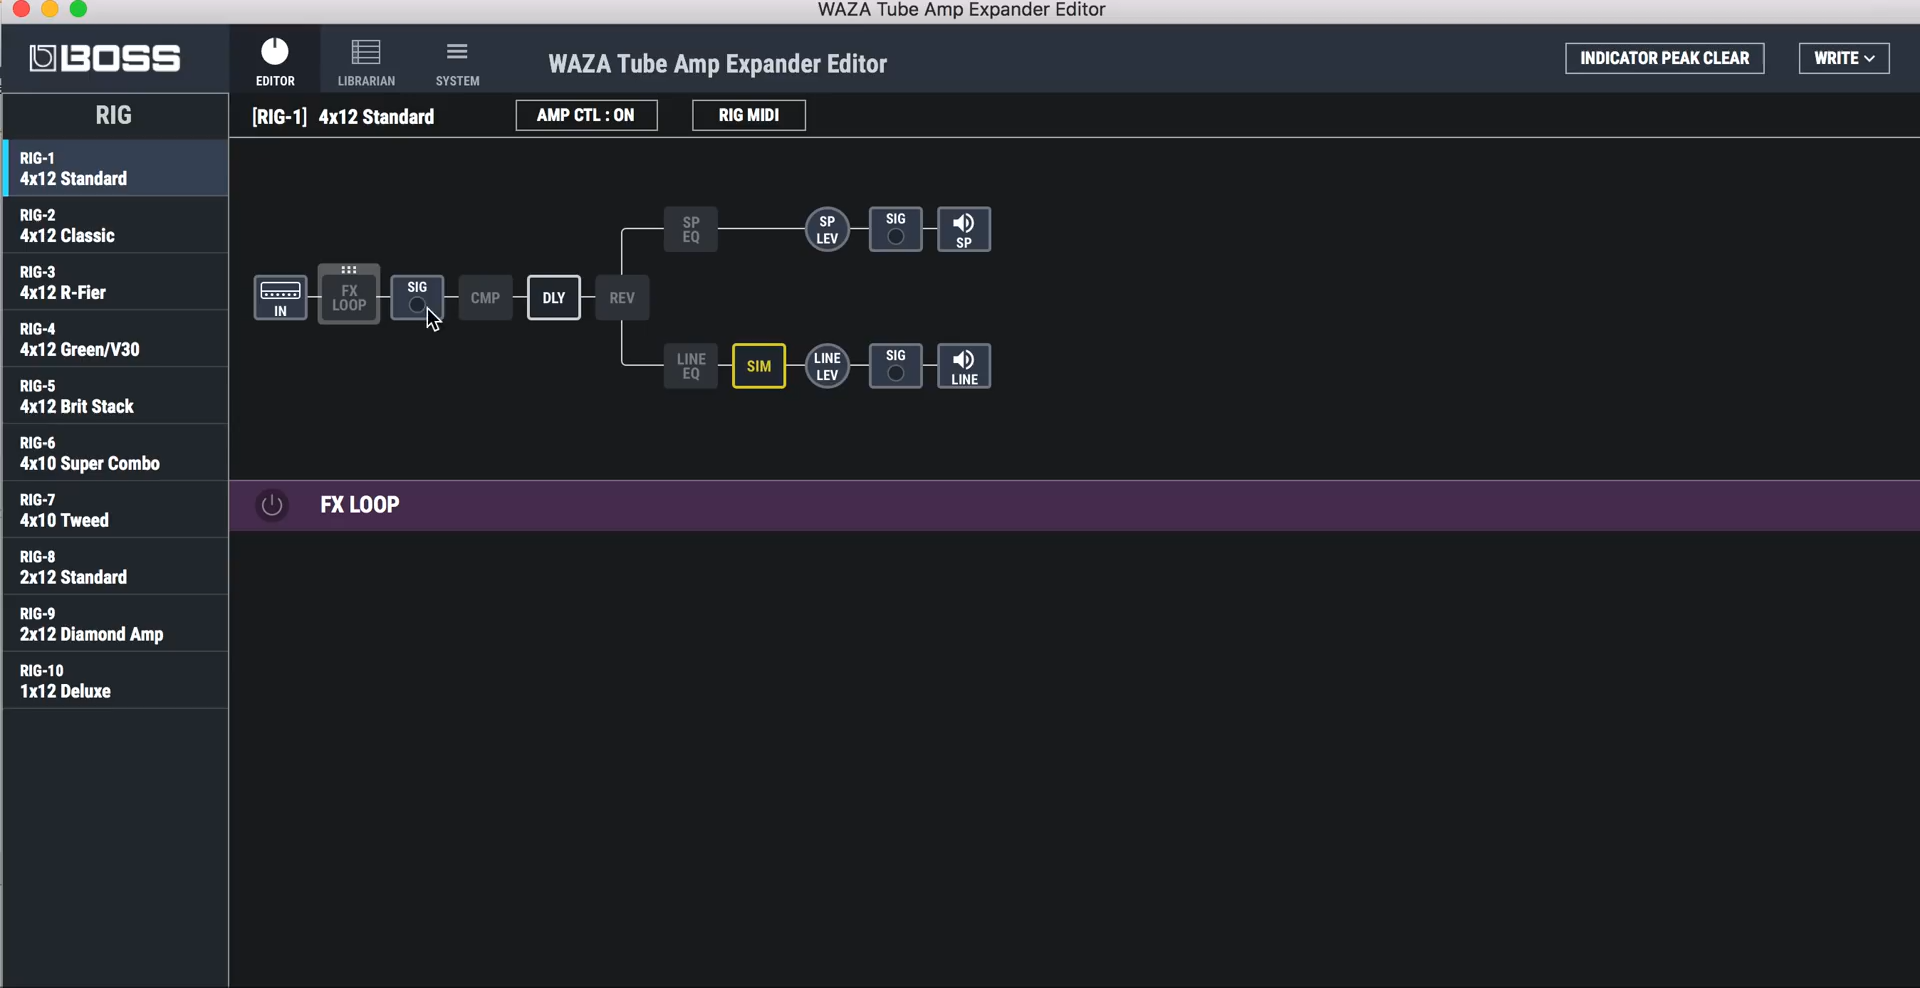 WAZA Tube Amp Expander Editor
BOSS
EDITOR
LIBRARIAN
SYSTEM
WAZA Tube Amp Expander Editor
INDICATOR PEAK CLEAR
WRITE
RIG
[RIG-1] 4x12 Standard
AMP CTL : ON
RIG MIDI
RIG-1
4x12 Standard
RIG-2
4x12 Classic
RIG-3
4x12 R-Fier
RIG-4
4x12 Green/V30
RIG-5
4x12 Brit Stack
RIG-6
4x10 Super Combo
RIG-7
4x10 Tweed
RIG-8
2x12 Standard
RIG-9
2x12 Diamond Amp
RIG-10
1x12 Deluxe
IN
FX
LOOP
SIG
CMP
DLY
REV
SP
EQ
SP
LEV
SIG
SP
LINE
EQ
SIM
LINE
LEV
SIG
LINE
FX LOOP